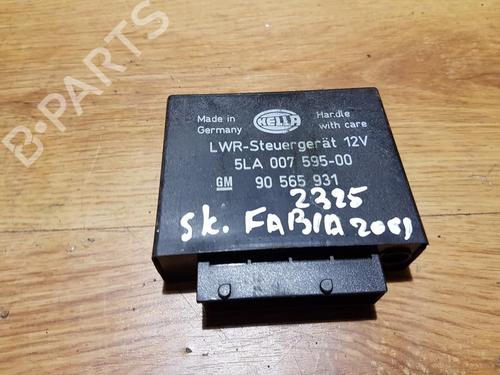 B-PARTS
Made in Germany
HELLA
Handle with care
LWR-Steuergerät 12V
5LA 007 595-00
GM 90 565 931
2325
SK. FABIA 2001